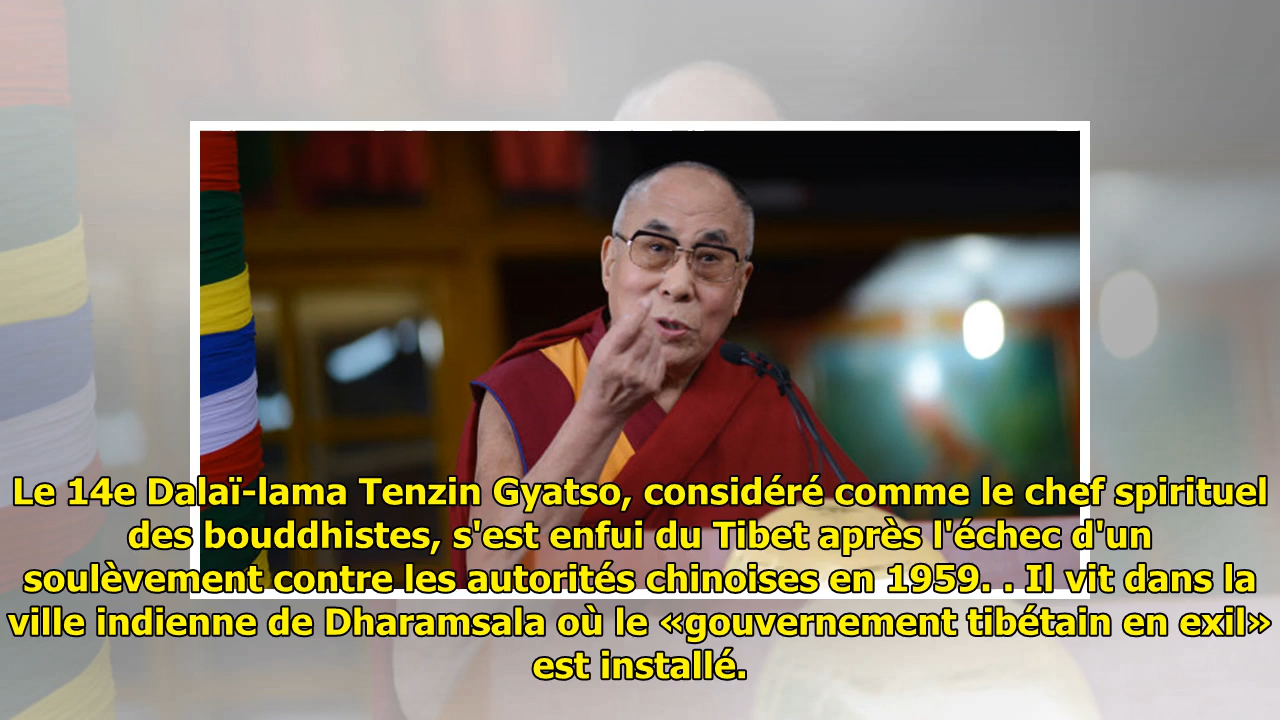 Le 14e Dalaï-lama Tenzin Gyatso, considéré comme le chef spirituel
des bouddhistes, s'est enfui du Tibet après l'échec d'un
soulèvement contre les autorités chinoises en 1959. . Il vit dans la
ville indienne de Dharamsala où le «gouvernement tibétain en exil»
est installé.